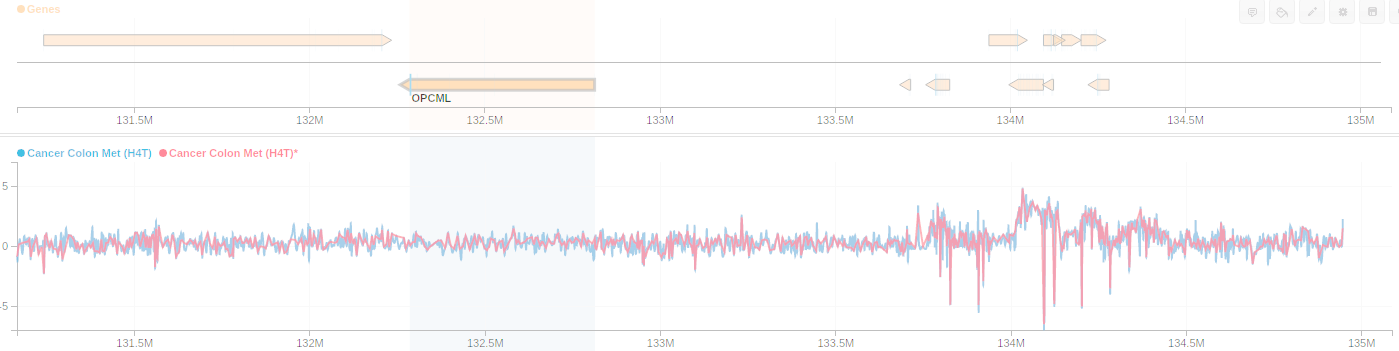 Genes
OPCML
131.5M 132M 132.5M 133M 133.5M 134M 134.5M 135M
Cancer Colon Met (H4T) Cancer Colon Met (H4T)*
5
0
-5
131.5M 132M 132.5M 133M 133.5M 134M 134.5M 135M